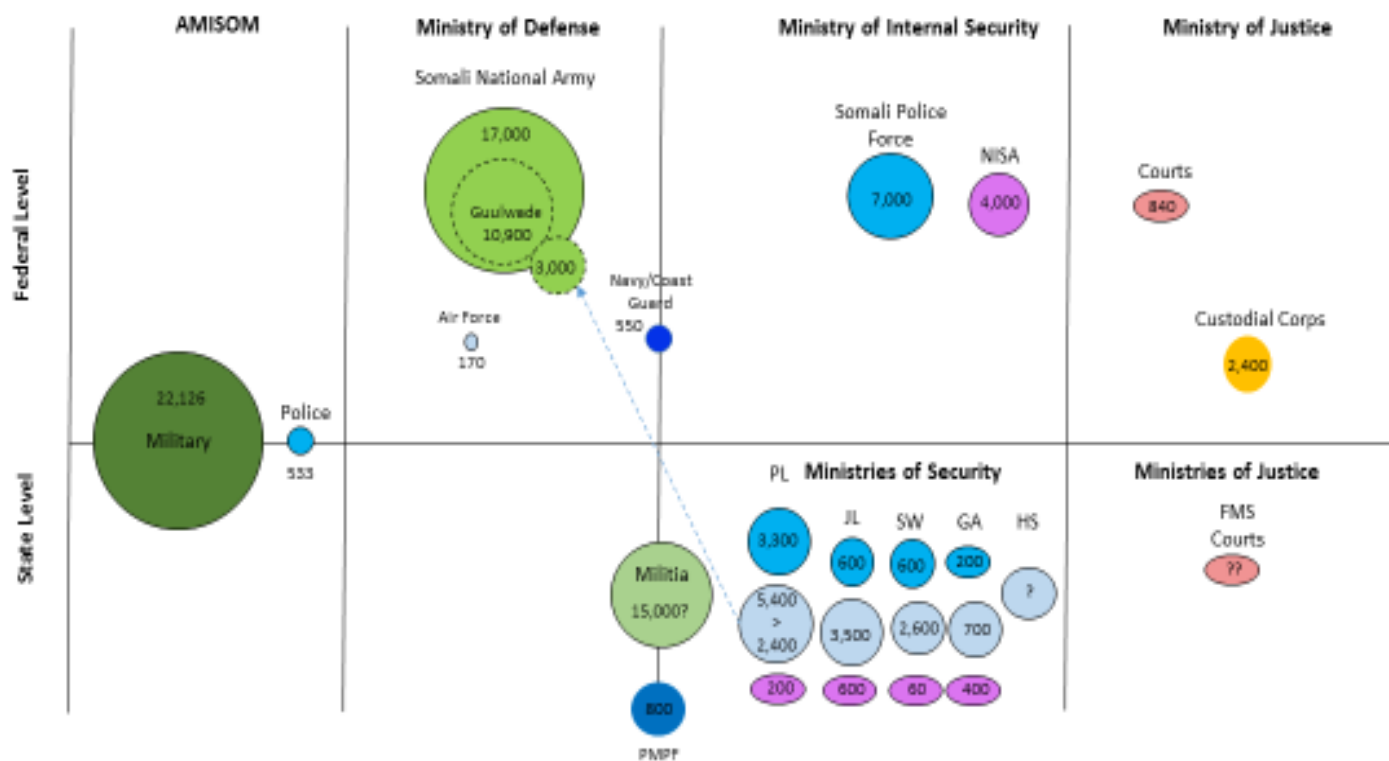 AMISOM
Ministry of Defense
Ministry of Internal Security
Ministry of Justice
Federal Level
Somali National Army
17,000
Guulwade
10,900
3,000
Air Force
170
Navy/Coast
Guard
550
Somali Police
Force
7,000
NISA
4,000
Courts
840
Custodial Corps
2,400
22,126
Military
Police
533
State Level
Militia
15,000?
800
PMPF
PL
Ministries of Security
JL
SW
GA
HS
3,300
600
600
200
5,400
>
2,400
3,500
2,600
700
?
200
600
60
400
Ministries of Justice
FMS
Courts
??